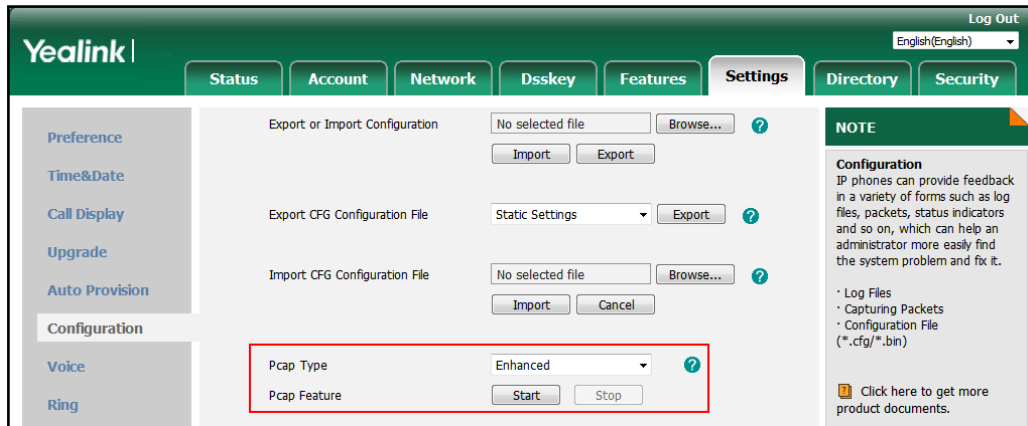 Log Out
Yealink
English(English)
Status Account Network Dsskey Features Settings Directory Security
Preference
Time&Date
Call Display
Upgrade
Auto Provision
Configuration
Voice
Ring
Export or Import Configuration No selected file Browse... ?
Import Export
Export CFG Configuration File Static Settings Export ?
Import CFG Configuration File No selected file Browse... ?
Import Cancel
Pcap Type Enhanced ?
Pcap Feature Start Stop
NOTE
Configuration
IP phones can provide feedback
in a variety of forms such as log
files, packets, status indicators
and so on, which can help an
administrator more easily find
the system problem and fix it.
· Log Files
· Capturing Packets
· Configuration File
(*.cfg/*.bin)
? Click here to get more
product documents.